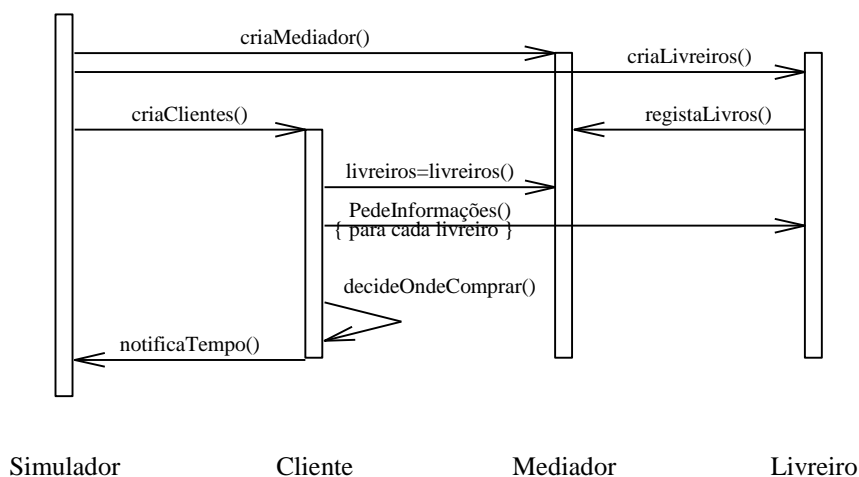 criaMediador()
criaLivreiros()
criaClientes()
registaLivros()
livreiros=livreiros()
PedeInformações()
{ para cada livreiro }
decideOndeComprar()
notificaTempo()
Simulador
Cliente
Mediador
Livreiro